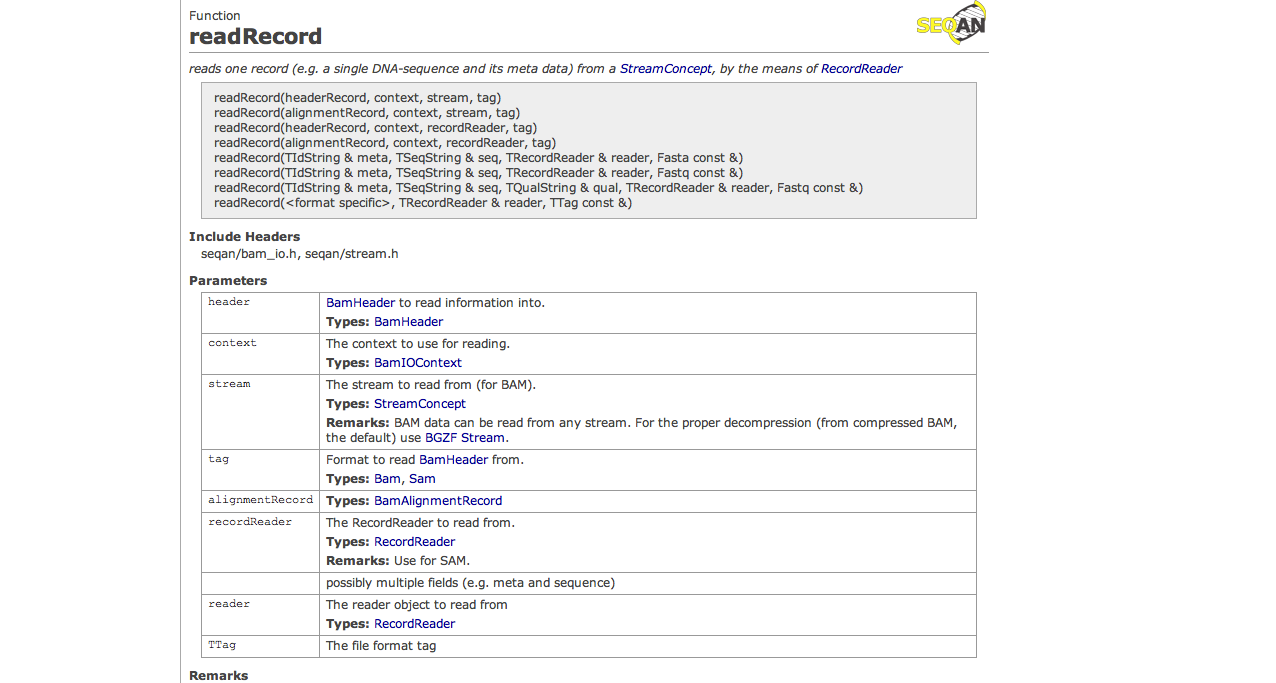 Function
SEQAN
readRecord
reads one record (e.g. a single DNA-sequence and its meta data) from a StreamConcept, by the means of RecordReader
readRecord(headerRecord, context, stream, tag)
readRecord(alignmentRecord, context, stream, tag)
readRecord(headerRecord, context, recordReader, tag)
readRecord(alignmentRecord, context, recordReader, tag)
readRecord(TIdString & meta, TSeqString & seq, TRecordReader & reader, Fasta const &)
readRecord(TIdString & meta, TSeqString & seq, TRecordReader & reader, Fastq const &)
readRecord(TIdString & meta, TSeqString & seq, TQualString & qual, TRecordReader & reader, Fastq const &)
readRecord(<format specific>, TRecordReader & reader, TTag const &)
Include Headers
seqan/bam_io.h, seqan/stream.h
Parameters
header
BamHeader to read information into.
Types: BamHeader
context
The context to use for reading.
Types: BamIOContext
stream
The stream to read from (for BAM).
Types: StreamConcept
Remarks: BAM data can be read from any stream. For the proper decompression (from compressed BAM,
the default) use BGZF Stream.
tag
Format to read BamHeader from.
Types: Bam, Sam
alignmentRecord
Types: BamAlignmentRecord
recordReader
The RecordReader to read from.
Types: RecordReader
Remarks: Use for SAM.
possibly multiple fields (e.g. meta and sequence)
reader
The reader object to read from
Types: RecordReader
TTag
The file format tag
Remarks